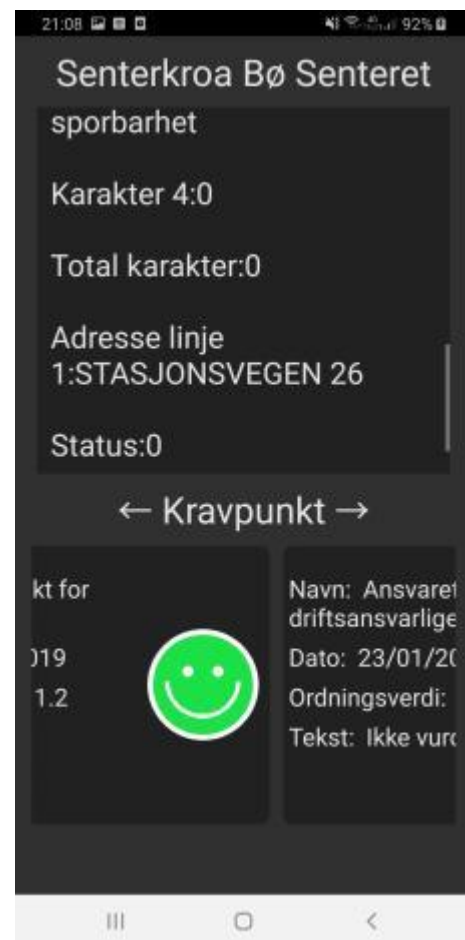 21:08 92%
Senterkroa Bø Senteret
sporbarhet
Karakter 4:0
Total karakter:0
Adresse linje
1:STASJONSVEGEN 26
Status:0
← Kravpunkt →
kt for
019
1.2
Navn: Ansvaret
driftsansvarlige
Dato: 23/01/20
Ordningsverdi:
Tekst: Ikke vurd